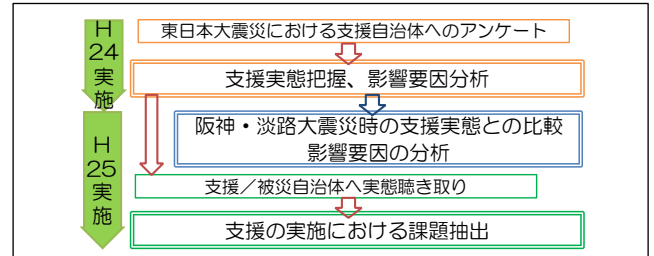 H
24
実
施
東日本大震災における支援自治体へのアンケート
支援実態把握、影響要因分析
H
25
実
施
阪神・淡路大震災時の支援実態との比較
影響要因の分析
支援／被災自治体へ実態聴き取り
支援の実施における課題抽出